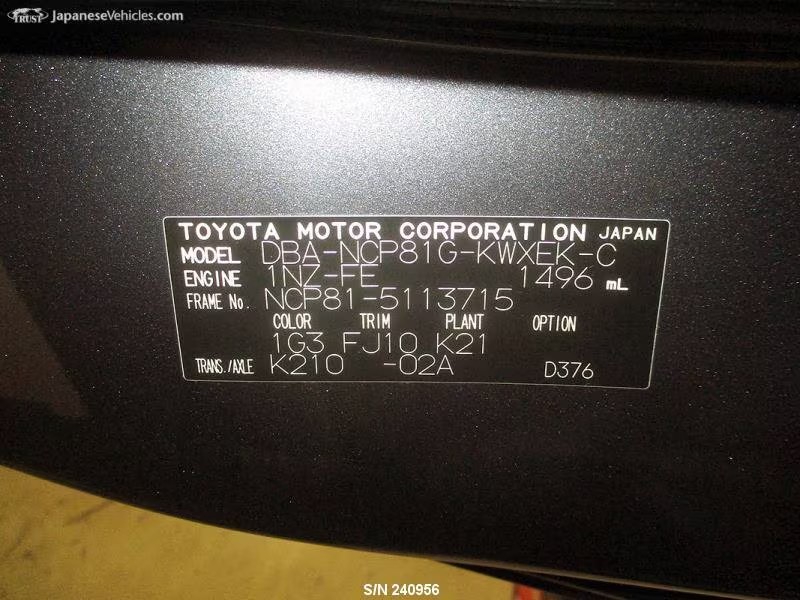 TRUST JapaneseVehicles.com
TOYOTA MOTOR CORPORATION JAPAN
MODEL DBA-NCP81G-KWXEK-C
ENGINE 1NZ-FE 1496 mL
FRAME No. NCP81-5113715
COLOR TRIM PLANT OPTION
1G3 FJ10 K21
TRANS./AXLE K210 -02A D376
S/N 240956